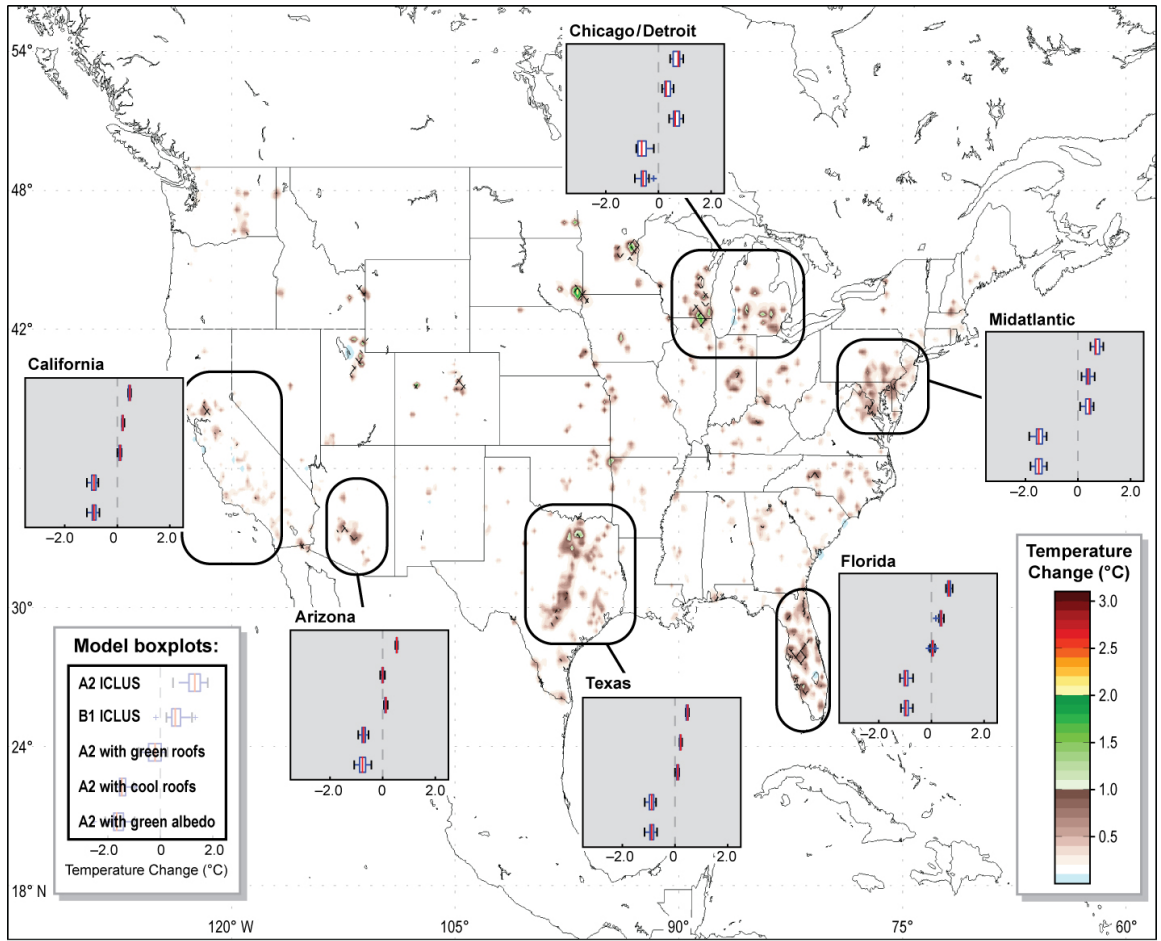 Chicago/Detroit
54°
−2.0 0 2.0
48°
42°
Midatlantic
−2.0 0 2.0
California
−2.0 0 2.0
Temperature
Change (°C)
3.0
2.5
2.0
1.5
1.0
0.5
Florida
−2.0 0 2.0
30°
Arizona
−2.0 0 2.0
Texas
−2.0 0 2.0
Model boxplots:
A2 ICLUS
B1 ICLUS
A2 with green roofs
A2 with cool roofs
A2 with green albedo
−2.0 0 2.0
Temperature Change (°C)
24°
18° N
120° W 105° 90° 75° 60°